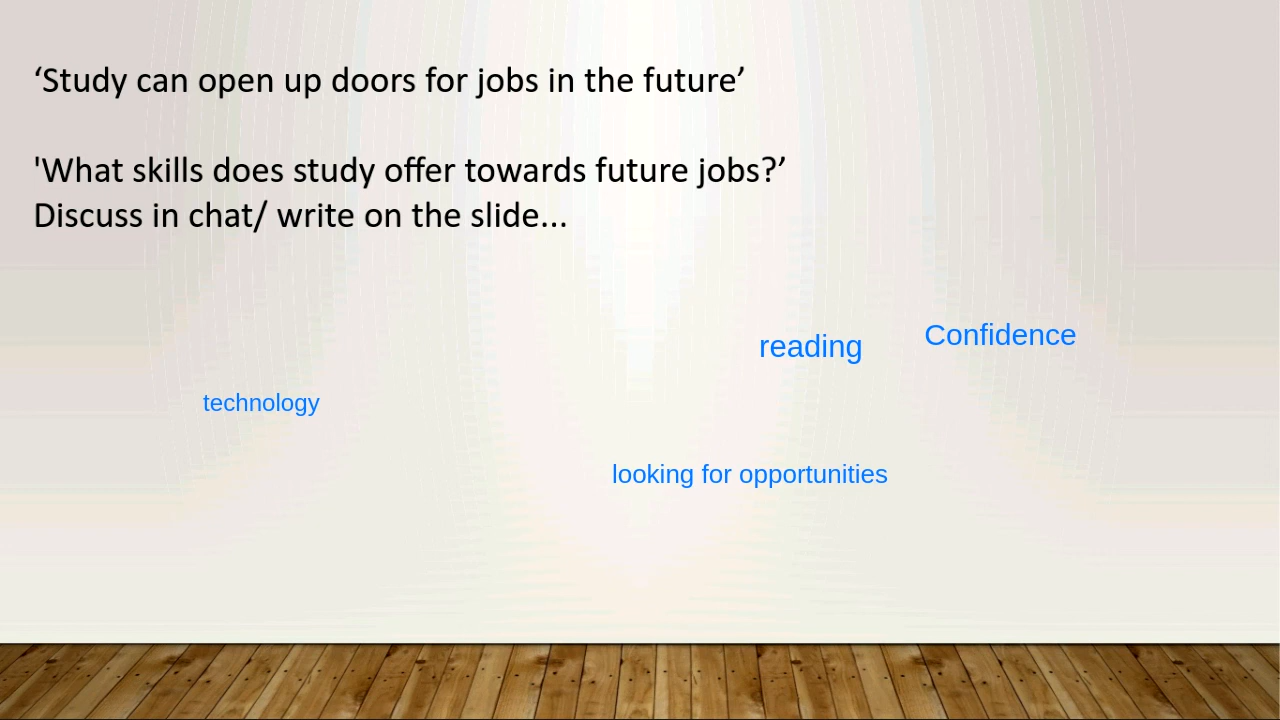 ‘Study can open up doors for jobs in the future’
'What skills does study offer towards future jobs?’
Discuss in chat/ write on the slide...
reading
Confidence
technology
looking for opportunities